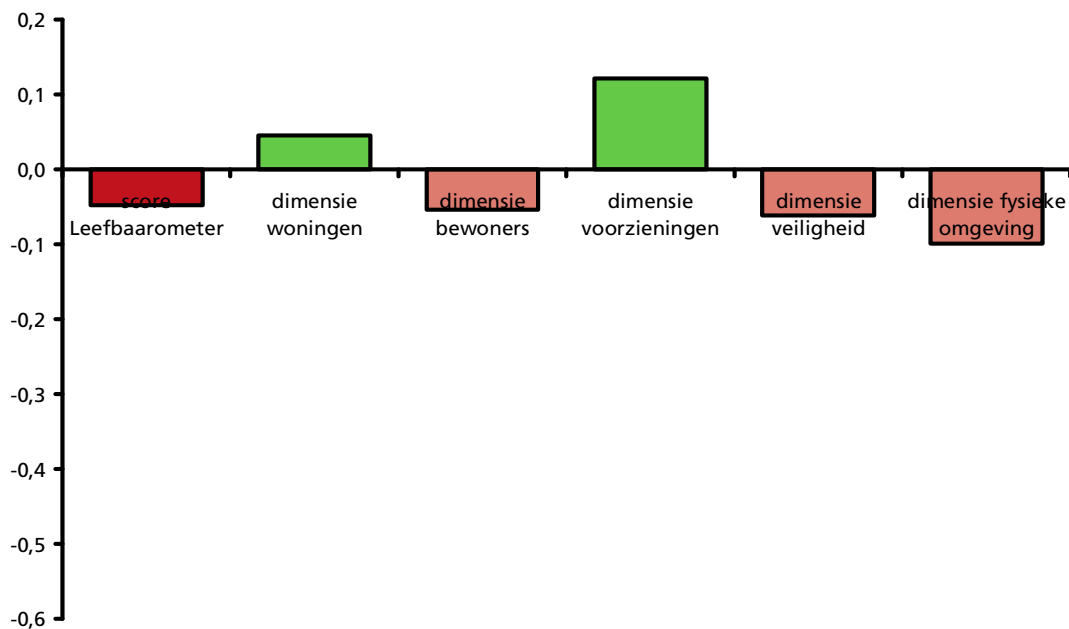 0,2
0,1
0,0
-0,1
-0,2
-0,3
-0,4
-0,5
-0,6
score
Leefbaarometer
dimensie
woningen
dimensie
bewoners
dimensie
voorzieningen
dimensie
veiligheid
dimensie fysieke
omgeving